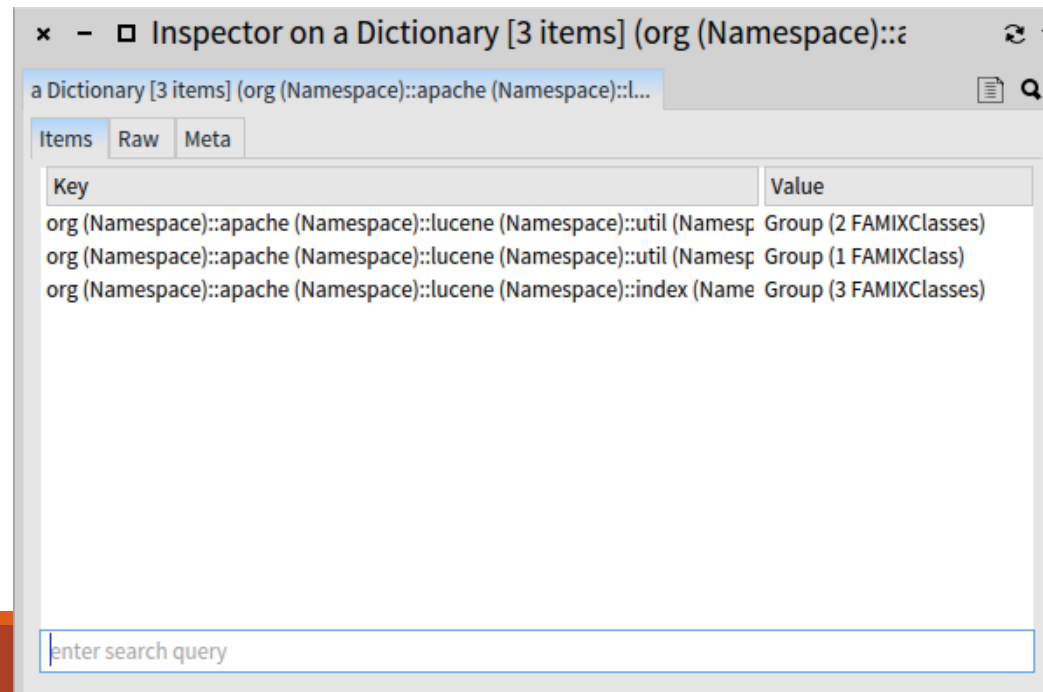 Inspector on a Dictionary [3 items] (org (Namespace)::a
a Dictionary [3 items] (org (Namespace)::apache (Namespace)::l...
Items Raw Meta
Key Value
org (Namespace)::apache (Namespace)::lucene (Namespace)::util (Namesp Group (2 FAMIXClasses)
org (Namespace)::apache (Namespace)::lucene (Namespace)::util (Namesp Group (1 FAMIXClass)
org (Namespace)::apache (Namespace)::lucene (Namespace)::index (Name Group (3 FAMIXClasses)
enter search query